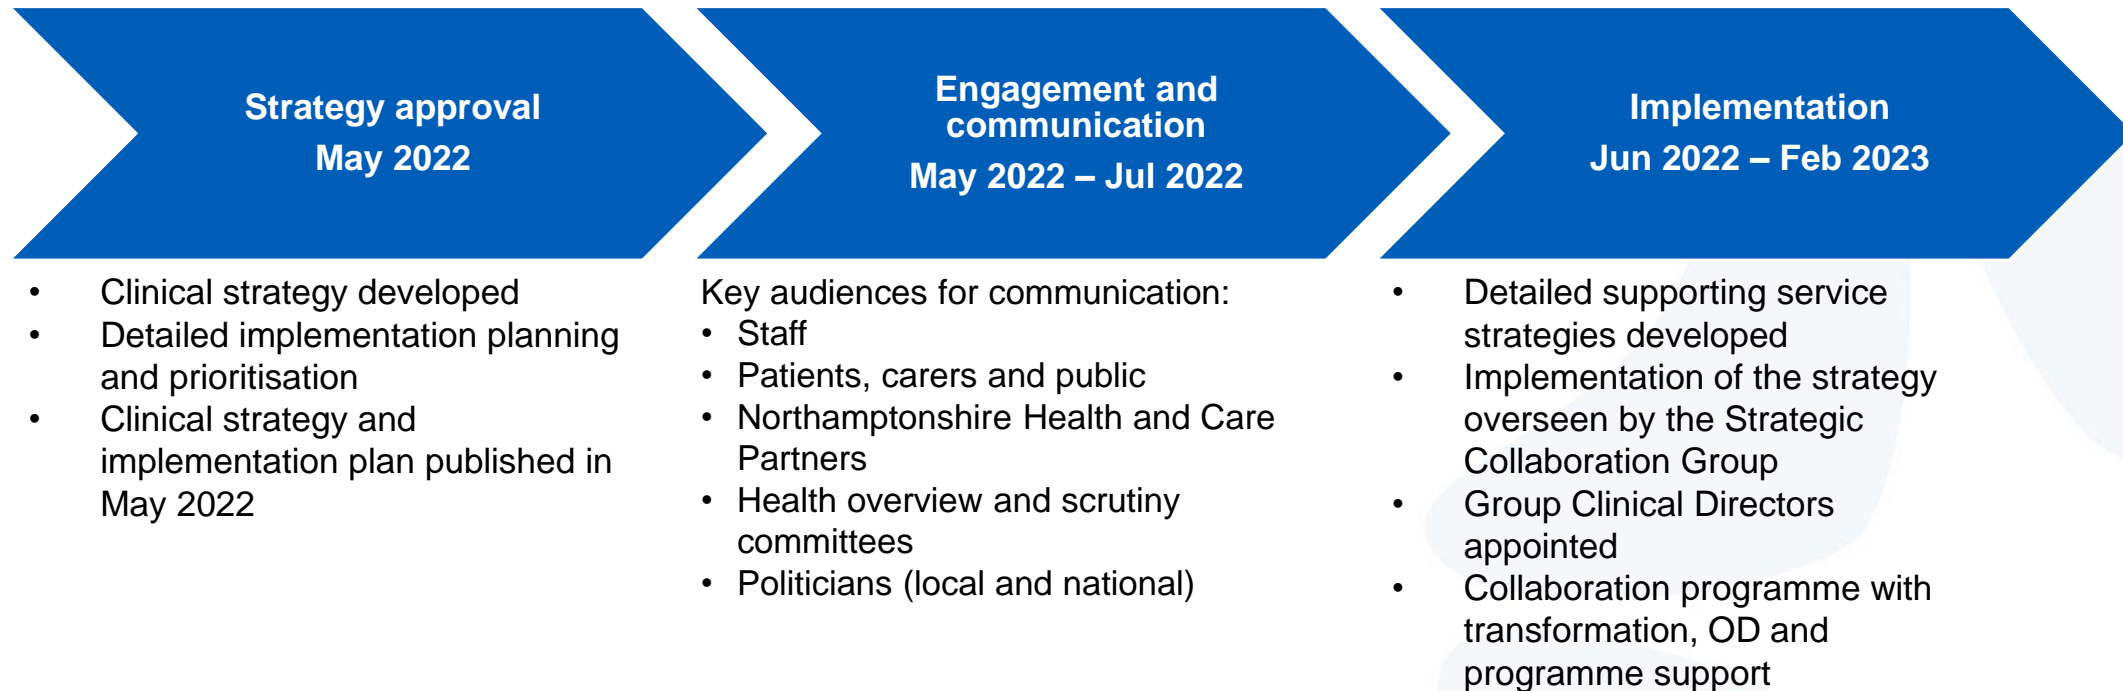 Strategy approval
May 2022
• Clinical strategy developed
• Detailed implementation planning
and prioritisation
• Clinical strategy and
implementation plan published in
May 2022
Engagement and
communication
May 2022 – Jul 2022
Key audiences for communication:
• Staff
• Patients, carers and public
• Northamptonshire Health and Care
Partners
• Health overview and scrutiny
committees
• Politicians (local and national)
Implementation
Jun 2022 – Feb 2023
• Detailed supporting service
strategies developed
• Implementation of the strategy
overseen by the Strategic
Collaboration Group
• Group Clinical Directors
appointed
• Collaboration programme with
transformation, OD and
programme support